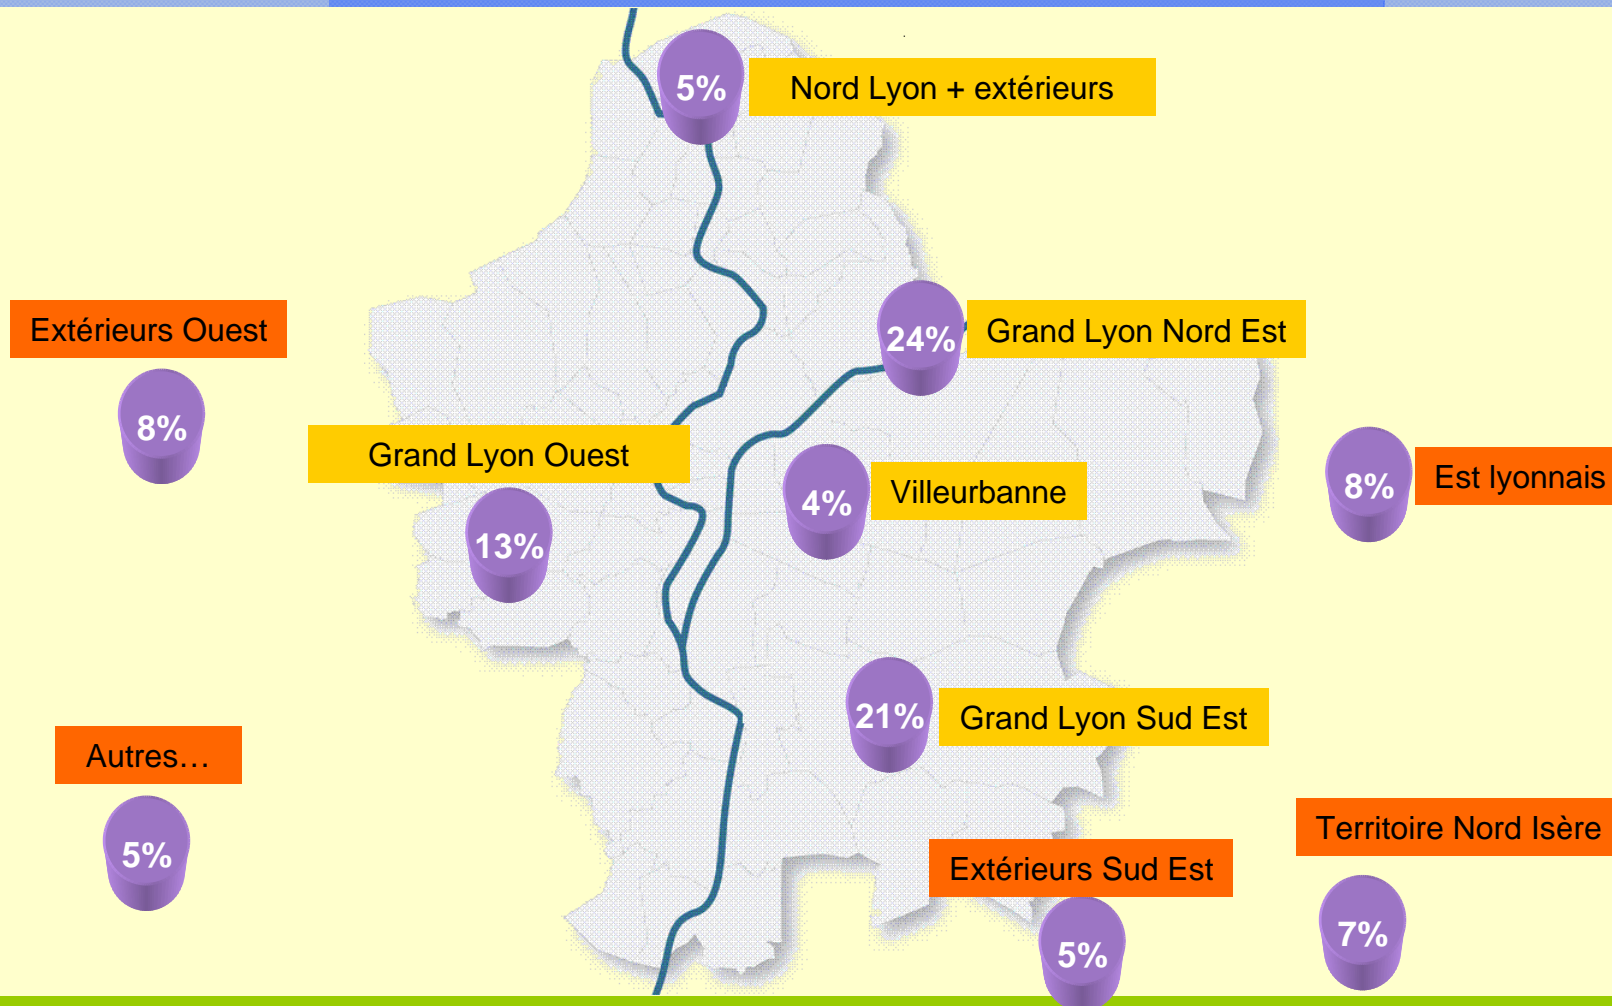 5%
Nord Lyon + extérieurs
Extérieurs Ouest
8%
24%
Grand Lyon Nord Est
Grand Lyon Ouest
13%
4%
Villeurbanne
8%
Est lyonnais
21%
Grand Lyon Sud Est
Autres…
5%
Extérieurs Sud Est
5%
Territoire Nord Isère
7%